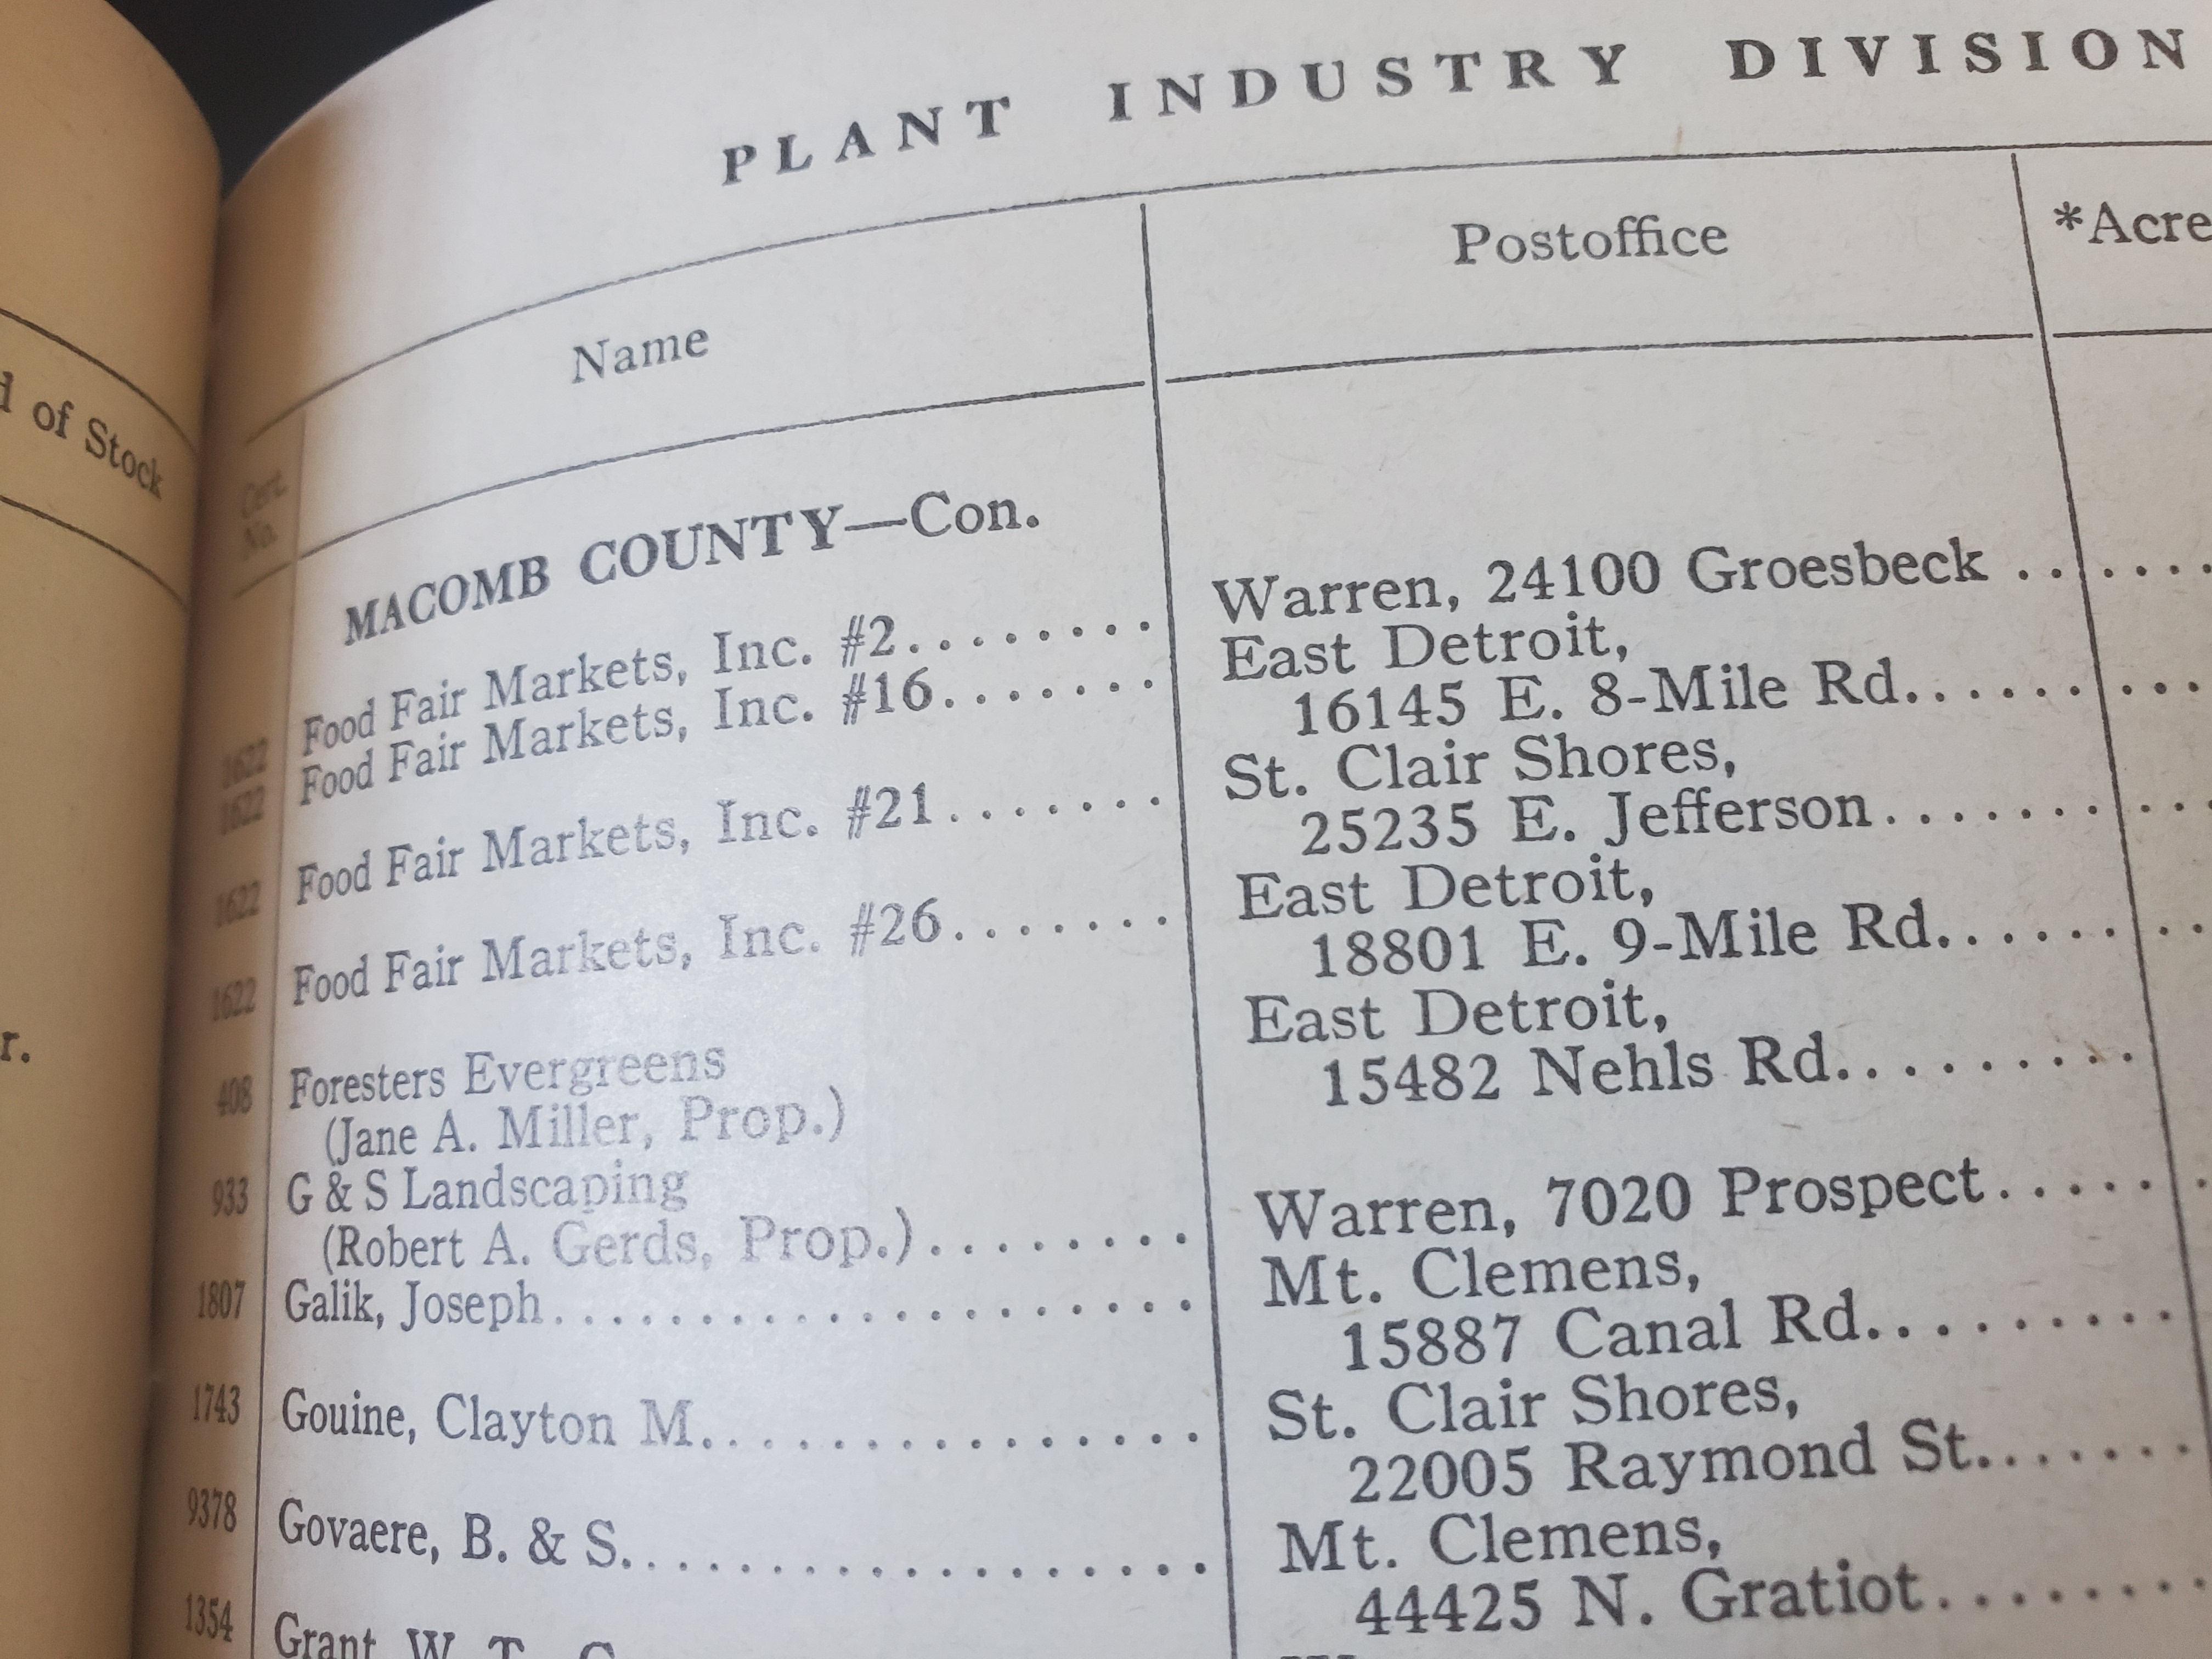 d of Stock
r.
PLANT INDUSTRY DIVISION
Cert. No.
Name
Postoffice
*Acre
MACOMB COUNTY—Con.
1622 Food Fair Markets, Inc. #2........ Warren, 24100 Groesbeck ......
1622 Food Fair Markets, Inc. #16....... East Detroit,
16145 E. 8-Mile Rd.........
1622 Food Fair Markets, Inc. #21....... St. Clair Shores,
25235 E. Jefferson.........
1622 Food Fair Markets, Inc. #26....... East Detroit,
18801 E. 9-Mile Rd........
408 Foresters Evergreens East Detroit,
(Jane A. Miller, Prop.) 15482 Nehls Rd..........
933 G & S Landscaping
(Robert A. Gerds, Prop.)........ Warren, 7020 Prospect......
1807 Galik, Joseph.................... Mt. Clemens,
15887 Canal Rd..........
1743 Gouine, Clayton M................ St. Clair Shores,
22005 Raymond St.......
9378 Govaere, B. & S................. Mt. Clemens,
44425 N. Gratiot........
1354 Grant W. T.